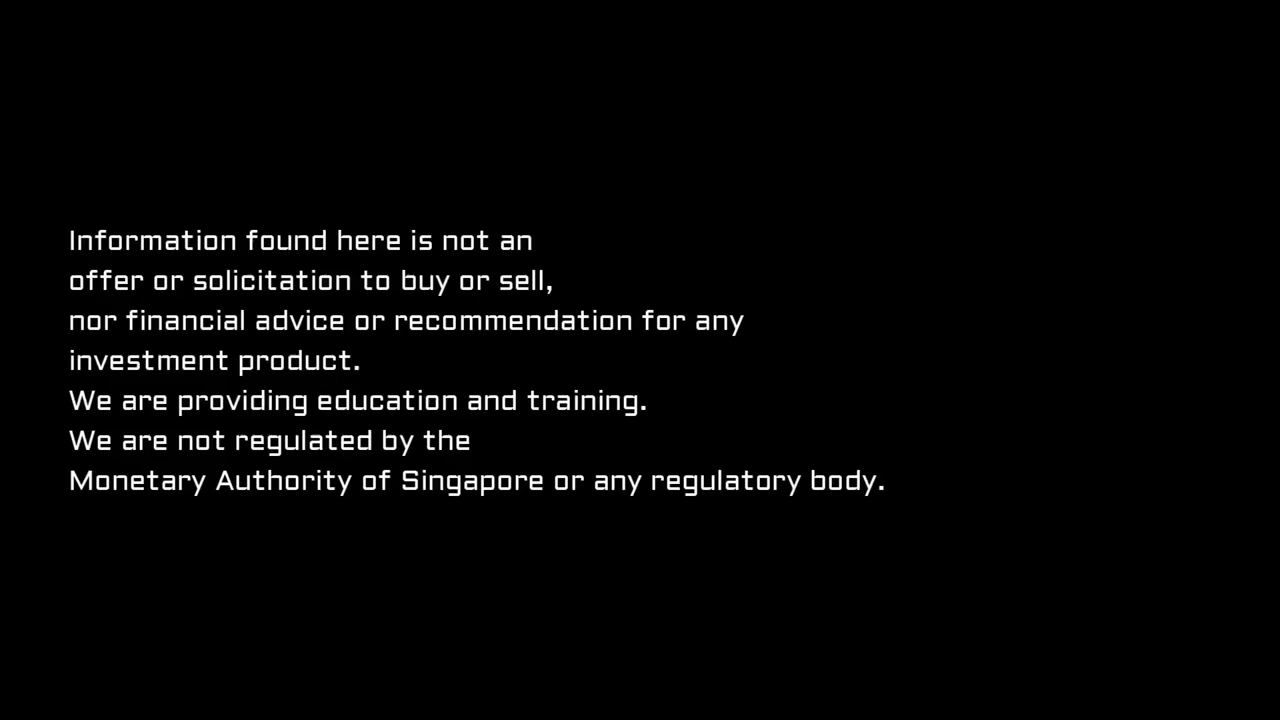 Information found here is not an
offer or solicitation to buy or sell,
nor financial advice or recommendation for any
investment product.
We are providing education and training.
We are not regulated by the
Monetary Authority of Singapore or any regulatory body.